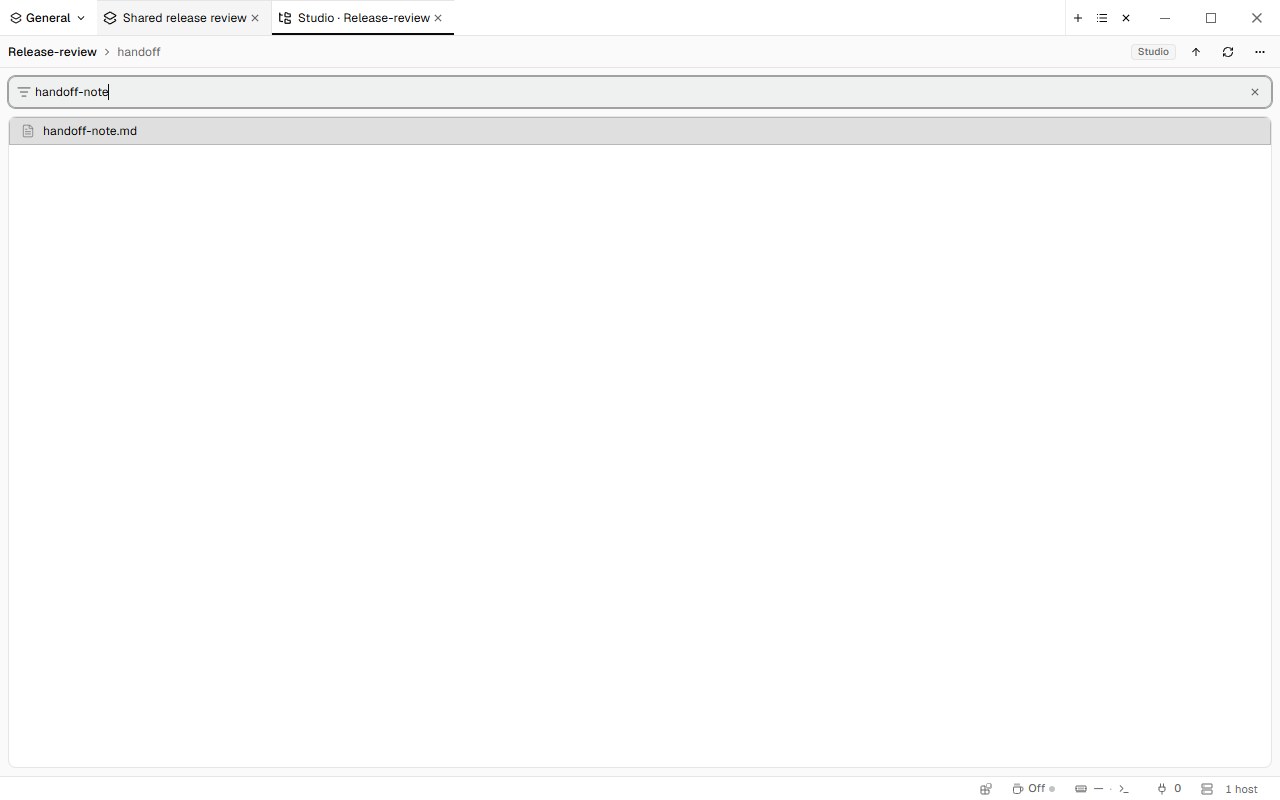 General
Shared release review
Studio · Release-review
Release-review > handoff
Studio
handoff-note
handoff-note.md
Off
0
1 host